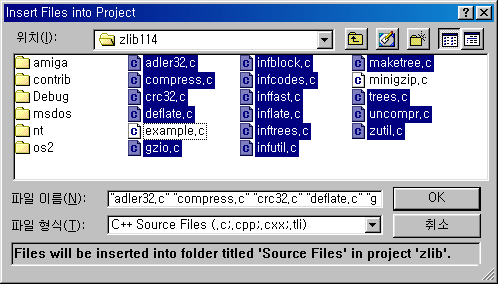 Insert Files into Project
위치(I): zlib114
amiga adler32,c infblock,c maketree,c
contrib compress,c infcodes,c minigzip,c
Debug crc32,c inffast,c trees,c
msdos deflate,c inflate,c uncompr,c
nt example,c inftrees,c zutil,c
os2 gzio,c infutil,c
파일 이름(N): "adler32,c" "compress,c" "crc32,c" "deflate,c" "g OK
파일 형식(T): C++ Source Files (,c;,cpp;,cxx;,tli) 취소
Files will be inserted into folder titled 'Source Files' in project 'zlib'.